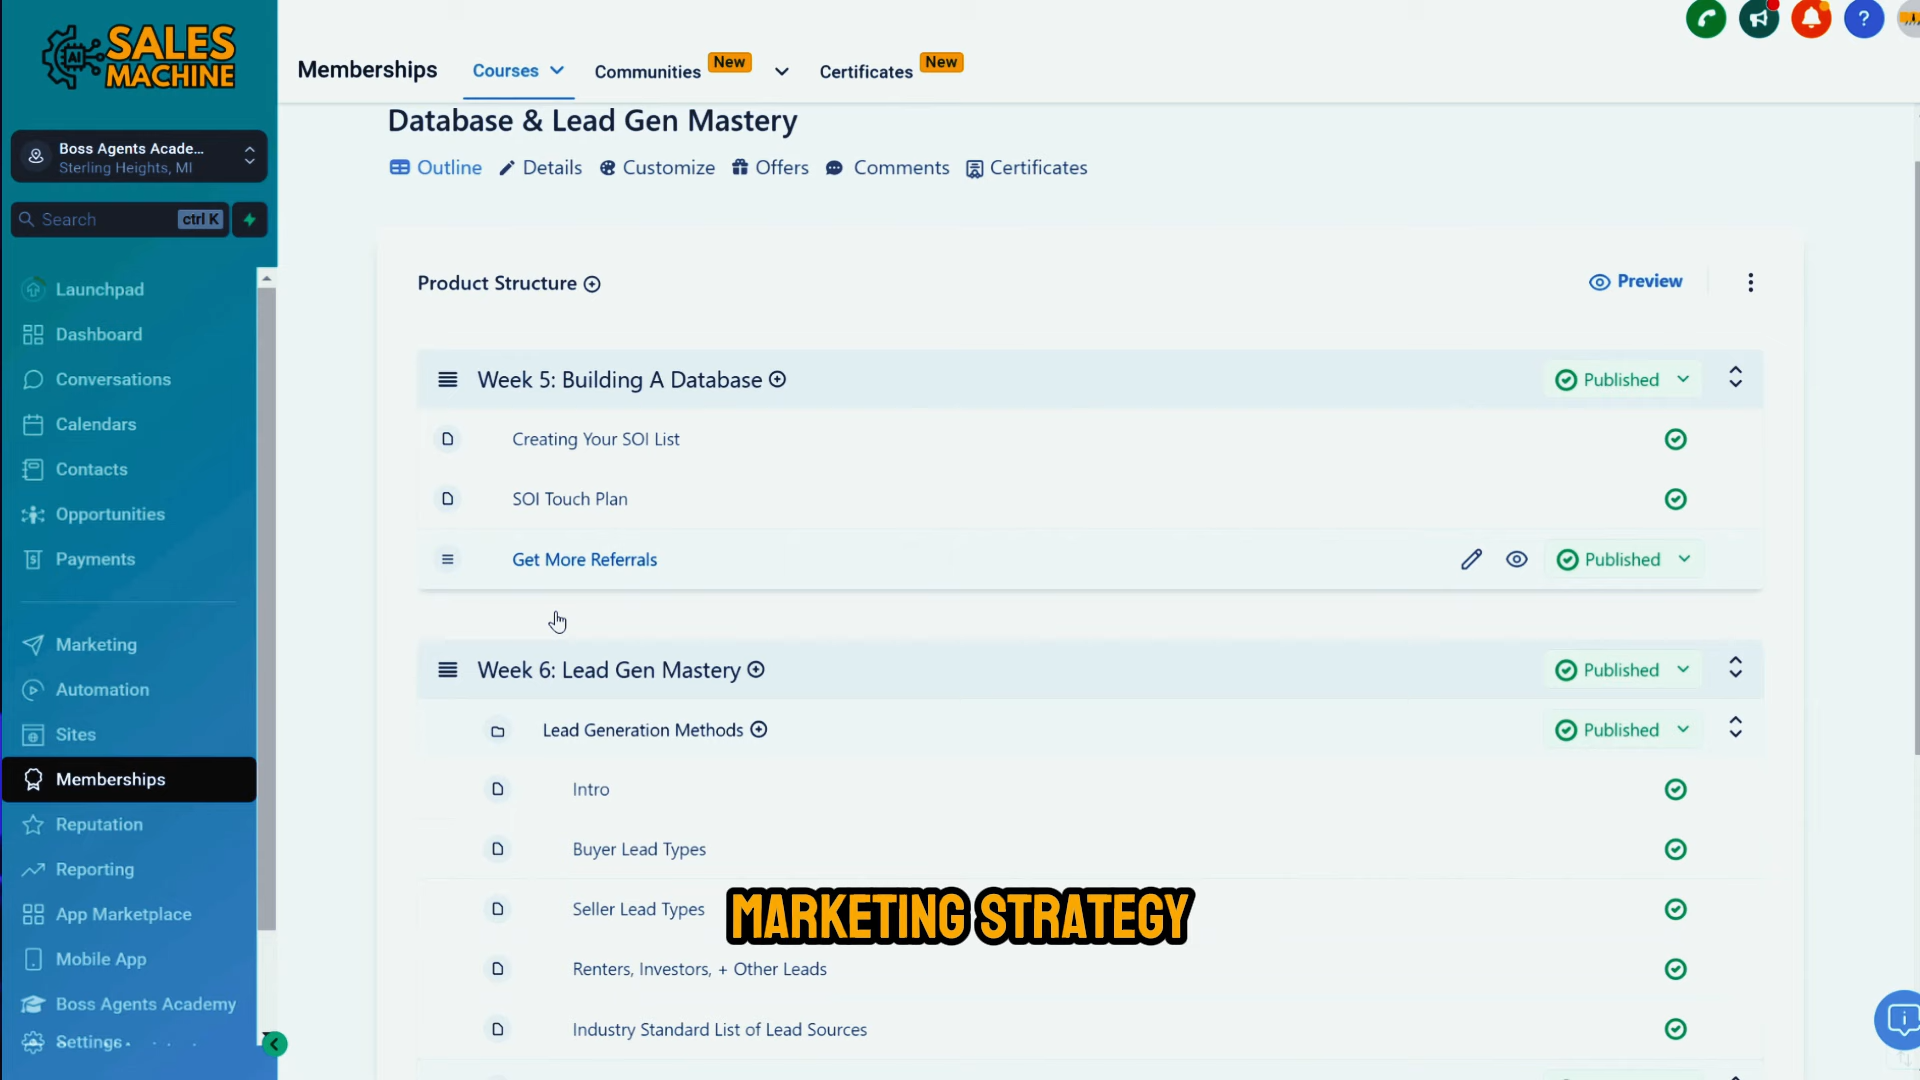 AI SALES
MACHINE
Boss Agents Acade...
Sterling Heights, MI
Search ctrl K
Launchpad
Dashboard
Conversations
Calendars
Contacts
Opportunities
Payments
Marketing
Automation
Sites
Memberships
Reputation
Reporting
App Marketplace
Mobile App
Boss Agents Academy
Settings
Memberships Courses Communities New Certificates New
Database & Lead Gen Mastery
Outline Details Customize Offers Comments Certificates
Product Structure Preview
Week 5: Building A Database Published
Creating Your SOI List
SOI Touch Plan
Get More Referrals Published
Week 6: Lead Gen Mastery Published
Lead Generation Methods Published
Intro
Buyer Lead Types
Seller Lead Types
MARKETING STRATEGY
Renters, Investors, + Other Leads
Industry Standard List of Lead Sources